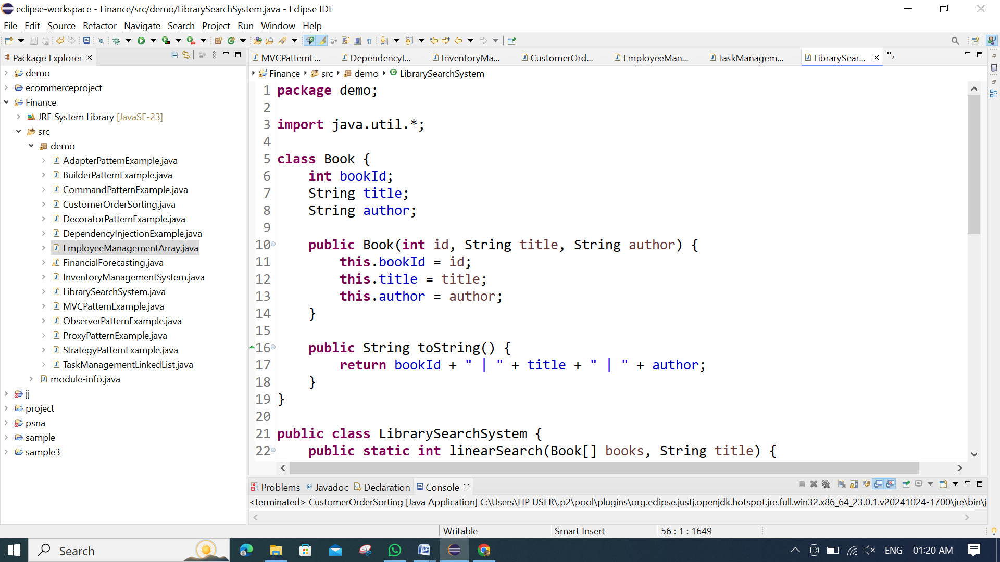 eclipse-workspace - Finance/src/demo/LibrarySearchSystem.java - Eclipse IDE
File Edit Source Refactor Navigate Search Project Run Window Help
Package Explorer
demo
ecommerceproject
Finance
JRE System Library [JavaSE-23]
src
demo
AdapterPatternExample.java
BuilderPatternExample.java
CommandPatternExample.java
CustomerOrderSorting.java
DecoratorPatternExample.java
DependencyInjectionExample.java
EmployeeManagementArray.java
FinancialForecasting.java
InventoryManagementSystem.java
LibrarySearchSystem.java
MVCPatternExample.java
ObserverPatternExample.java
ProxyPatternExample.java
StrategyPatternExample.java
TaskManagementLinkedList.java
module-info.java
jj
project
psna
sample
sample3
MVCPatternE... DependencyI... InventoryMa... CustomerOrd... EmployeeMan... TaskManagem... LibrarySear... »7
Finance src demo LibrarySearchSystem
1 package demo;
2
3 import java.util.*;
4
5 class Book {
6 int bookId;
7 String title;
8 String author;
9
10 public Book(int id, String title, String author) {
11 this.bookId = id;
12 this.title = title;
13 this.author = author;
14 }
15
16 public String toString() {
17 return bookId + " | " + title + " | " + author;
18 }
19 }
20
21 public class LibrarySearchSystem {
22 public static int linearSearch(Book[] books, String title) {
Problems Javadoc Declaration Console
<terminated> CustomerOrderSorting [Java Application] C:\Users\HP USER\.p2\pool\plugins\org.eclipse.justj.openjdk.hotspot.jre.full.win32.x86_64_23.0.1.v20241024-1700\jre\bin\j
Writable Smart Insert 56 : 1 : 1649
Search ENG 01:20 AM